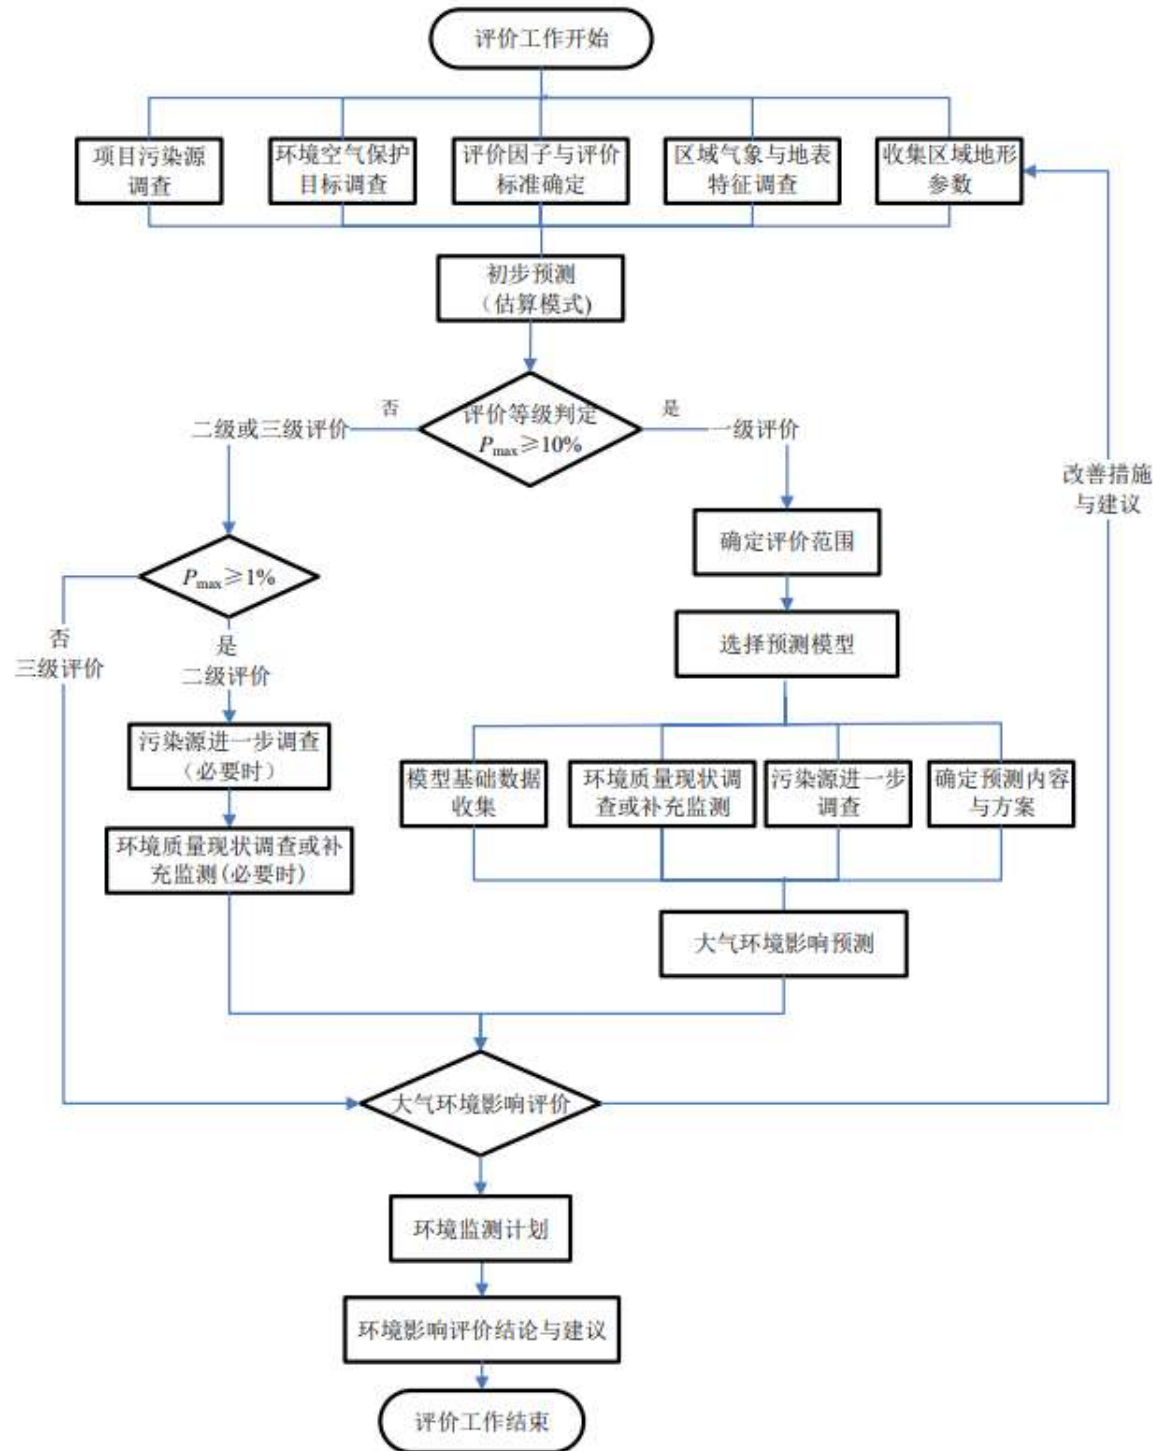 评价工作开始
项目污染源
调查
环境空气保护
目标调查
评价因子与评价
标准确定
区域气象与地表
特征调查
收集区域地形
参数
初步预测
（估算模式)
评价等级判定
Pmax≥10%
否
二级或三级评价
是
一级评价
改善措施
与建议
确定评价范围
Pmax≥1%
否
三级评价
是
二级评价
选择预测模型
污染源进一步调查
（必要时）
环境质量现状调查或补
充监测(必要时)
模型基础数据
收集
环境质量现状调
查或补充监测
污染源进一步
调查
确定预测内容
与方案
大气环境影响预测
大气环境影响评价
环境监测计划
环境影响评价结论与建议
评价工作结束